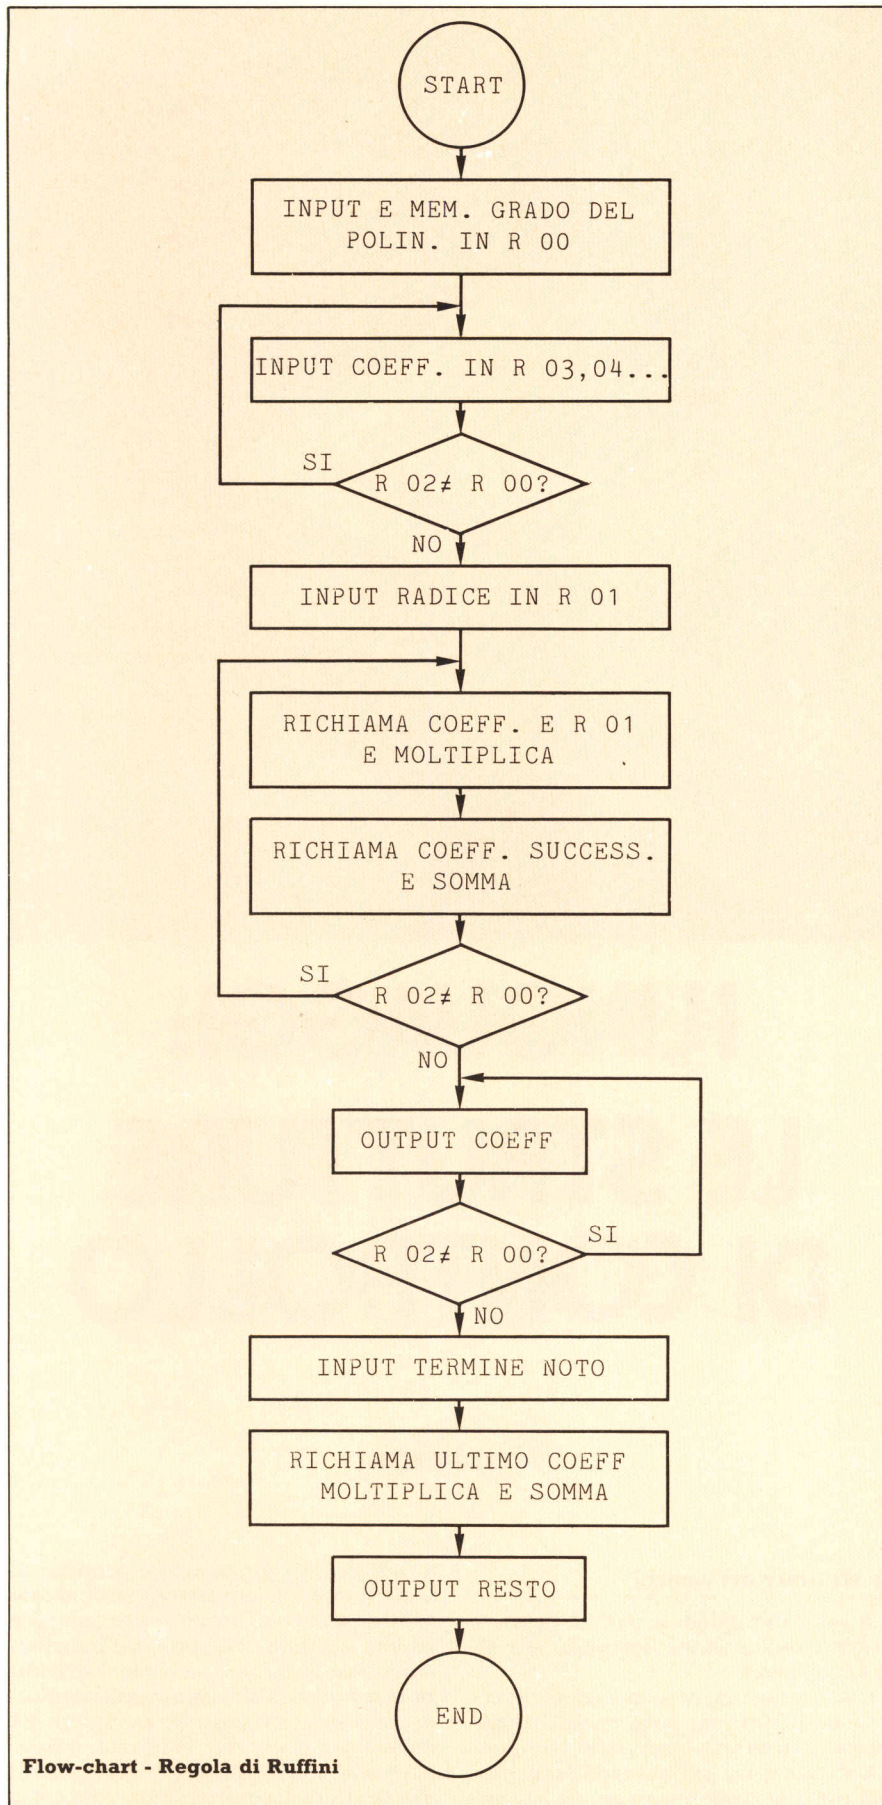 START
INPUT E MEM. GRADO DEL
POLIN. IN R 00
INPUT COEFF. IN R 03,04...
SI
R 02≠ R 00?
NO
INPUT RADICE IN R 01
RICHIAMA COEFF. E R 01
E MOLTIPLICA
RICHIAMA COEFF. SUCCESS.
E SOMMA
SI
R 02≠ R 00?
NO
OUTPUT COEFF
R 02≠ R 00?
SI
NO
INPUT TERMINE NOTO
RICHIAMA ULTIMO COEFF
MOLTIPLICA E SOMMA
OUTPUT RESTO
END
Flow-chart - Regola di Ruffini